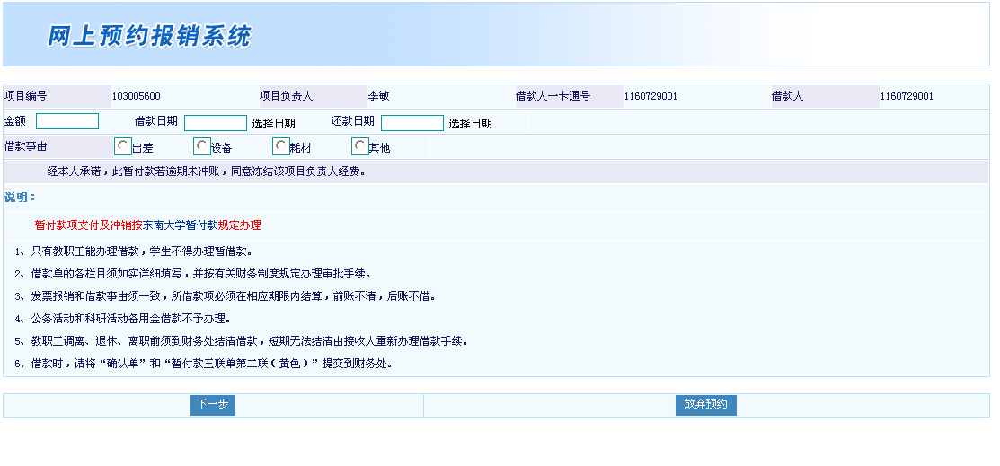 网上预约报销系统
项目编号 103005600 项目负责人 李敏 借款人一卡通号 1160729001 借款人 1160729001
金额 借款日期 选择日期 还款日期 选择日期
借款事由 出差 设备 耗材 其他
经本人承诺，此暂付款若逾期未冲账，同意冻结该项目负责人经费。
说明：
暂付款项支付及冲销按东南大学暂付款规定办理
1、只有教职工能办理借款，学生不得办理暂借款。
2、借款单的各栏目须如实详细填写，并按有关财务制度规定办理审批手续。
3、发票报销和借款事由须一致，所借款项必须在相应期限内结算，前账不清，后账不借。
4、公务活动和科研活动备用金借款不予办理。
5、教职工调离、退休、离职前须到财务处结清借款，短期无法结清由接收人重新办理借款手续。
6、借款时，请将“确认单”和“暂付款三联单第二联（黄色）”提交到财务处。
下一步 放弃预约